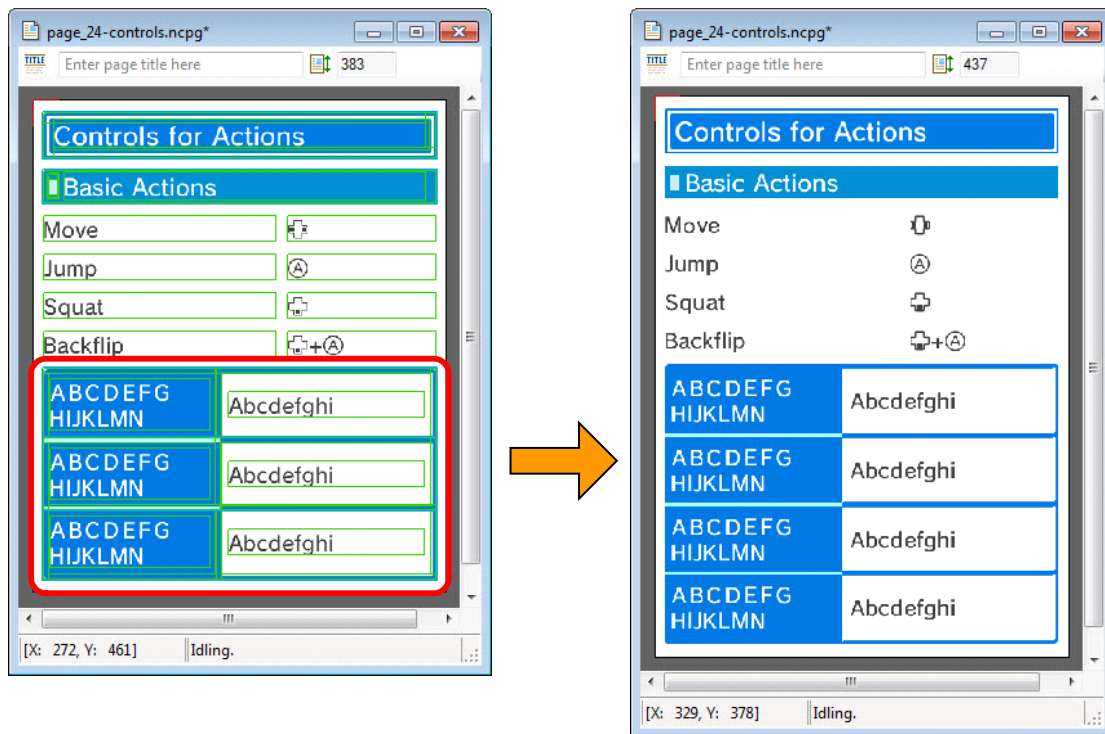 page_24-controls.ncpg*
TITLE
Enter page title here
383
Controls for Actions
Basic Actions
Move
Jump
Ⓐ
Squat
Backflip
+Ⓐ
ABCDEFG
HIJKLMN
Abcdefghi
ABCDEFG
HIJKLMN
Abcdefghi
ABCDEFG
HIJKLMN
Abcdefghi
[X: 272, Y: 461]
Idling.
page_24-controls.ncpg*
TITLE
Enter page title here
437
Controls for Actions
Basic Actions
Move
Jump
Ⓐ
Squat
Backflip
+Ⓐ
ABCDEFG
HIJKLMN
Abcdefghi
ABCDEFG
HIJKLMN
Abcdefghi
ABCDEFG
HIJKLMN
Abcdefghi
ABCDEFG
HIJKLMN
Abcdefghi
[X: 329, Y: 378]
Idling.